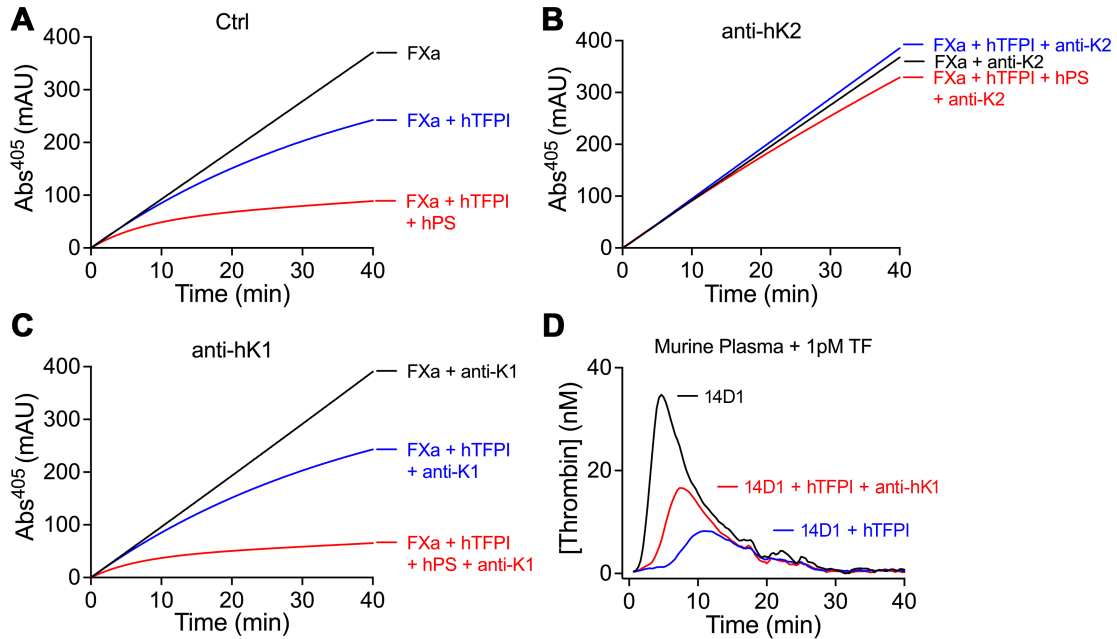 A
Ctrl
Abs405 (mAU)
400
300
200
100
0
0 10 20 30 40
Time (min)
FXa
FXa + hTFPI
FXa + hTFPI
+ hPS
B
anti-hK2
Abs405 (mAU)
400
300
200
100
0
0 10 20 30 40
Time (min)
FXa + hTFPI + anti-K2
FXa + anti-K2
FXa + hTFPI + hPS
+ anti-K2
C
anti-hK1
Abs405 (mAU)
400
300
200
100
0
0 10 20 30 40
Time (min)
FXa + anti-K1
FXa + hTFPI
+ anti-K1
FXa + hTFPI
+ hPS + anti-K1
D
Murine Plasma + 1pM TF
[Thrombin] (nM)
40
20
0
0 10 20 30 40
Time (min)
14D1
14D1 + hTFPI + anti-hK1
14D1 + hTFPI